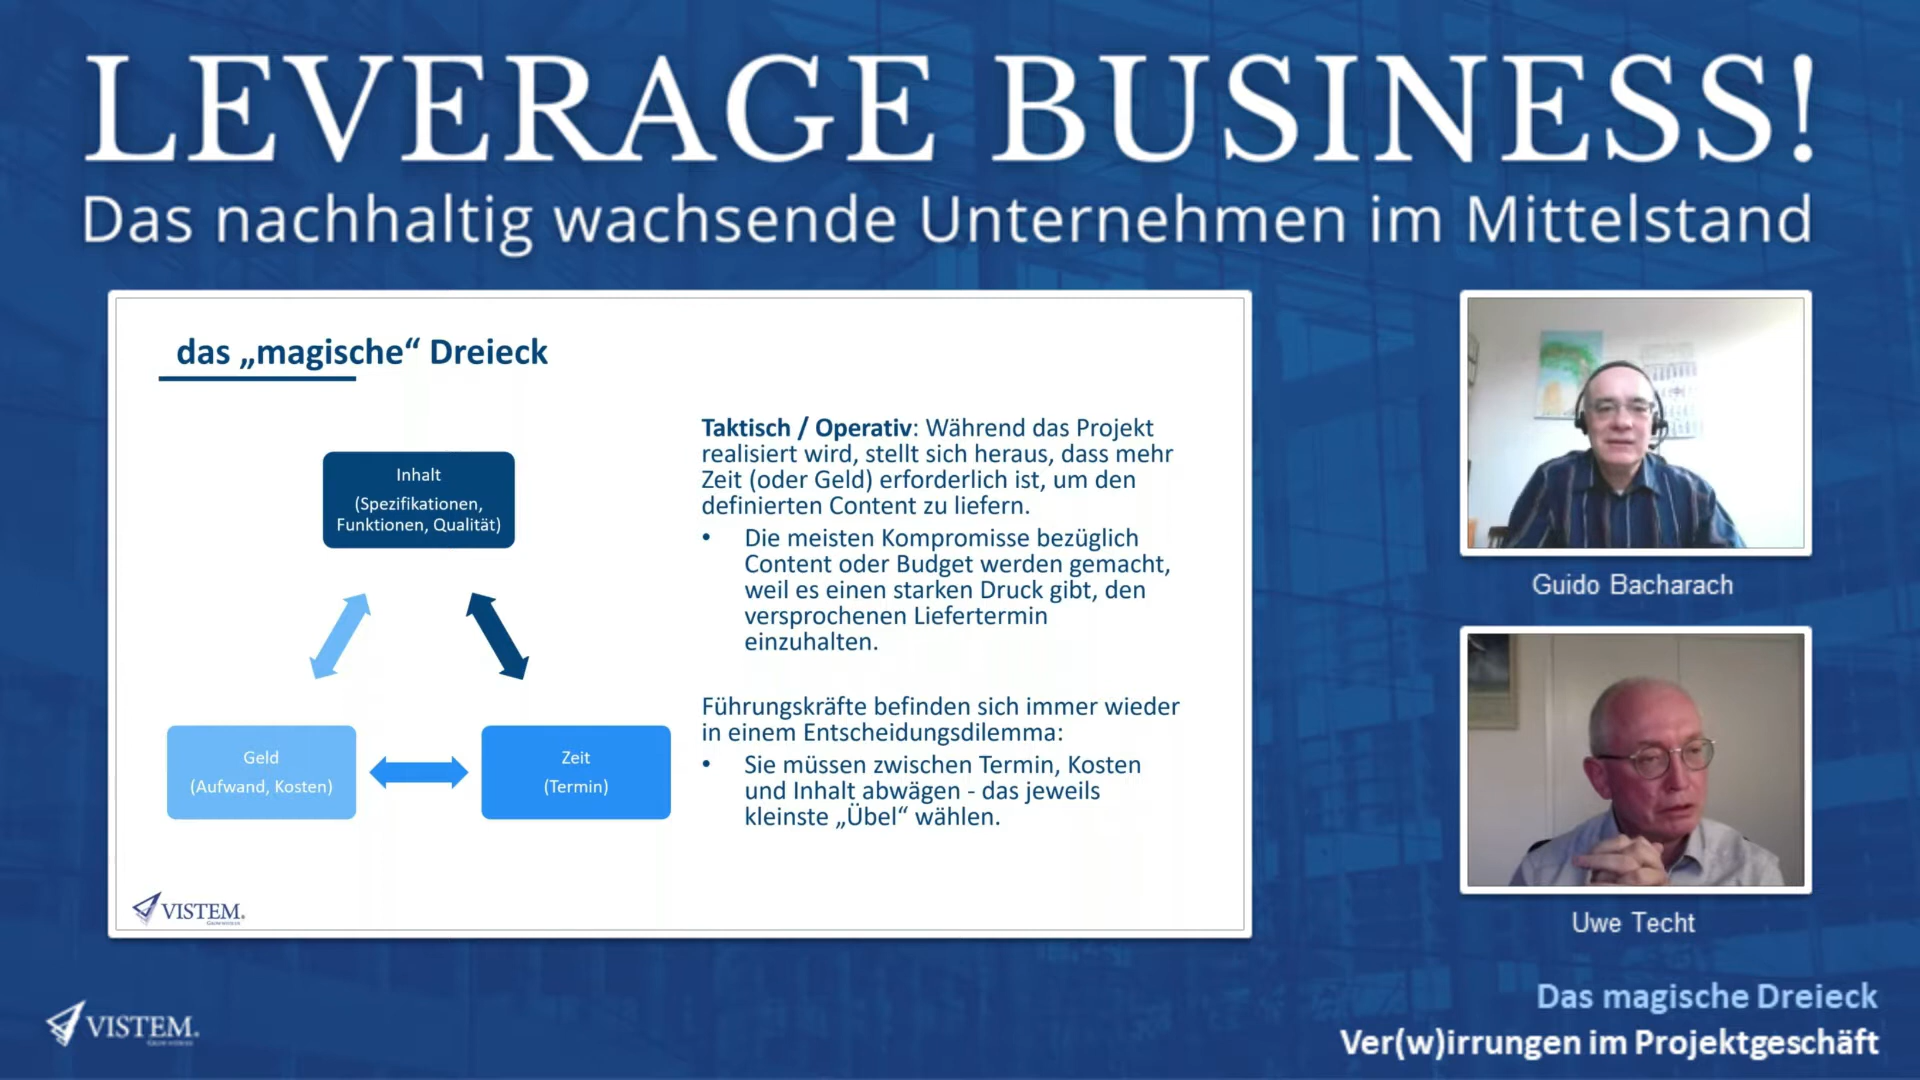 LEVERAGE BUSINESS!
Das nachhaltig wachsende Unternehmen im Mittelstand
das „magische“ Dreieck
Inhalt
(Spezifikationen,
Funktionen, Qualität)
Geld
(Aufwand, Kosten)
Zeit
(Termin)
Taktisch / Operativ: Während das Projekt
realisiert wird, stellt sich heraus, dass mehr
Zeit (oder Geld) erforderlich ist, um den
definierten Content zu liefern.
• Die meisten Kompromisse bezüglich
Content oder Budget werden gemacht,
weil es einen starken Druck gibt, den
versprochenen Liefertermin
einzuhalten.
Führungskräfte befinden sich immer wieder
in einem Entscheidungsdilemma:
• Sie müssen zwischen Termin, Kosten
und Inhalt abwägen - das jeweils
kleinste „Übel“ wählen.
VISTEM.
Guido Bacharach
Uwe Techt
Das magische Dreieck
Ver(w)irrungen im Projektgeschäft
VISTEM.